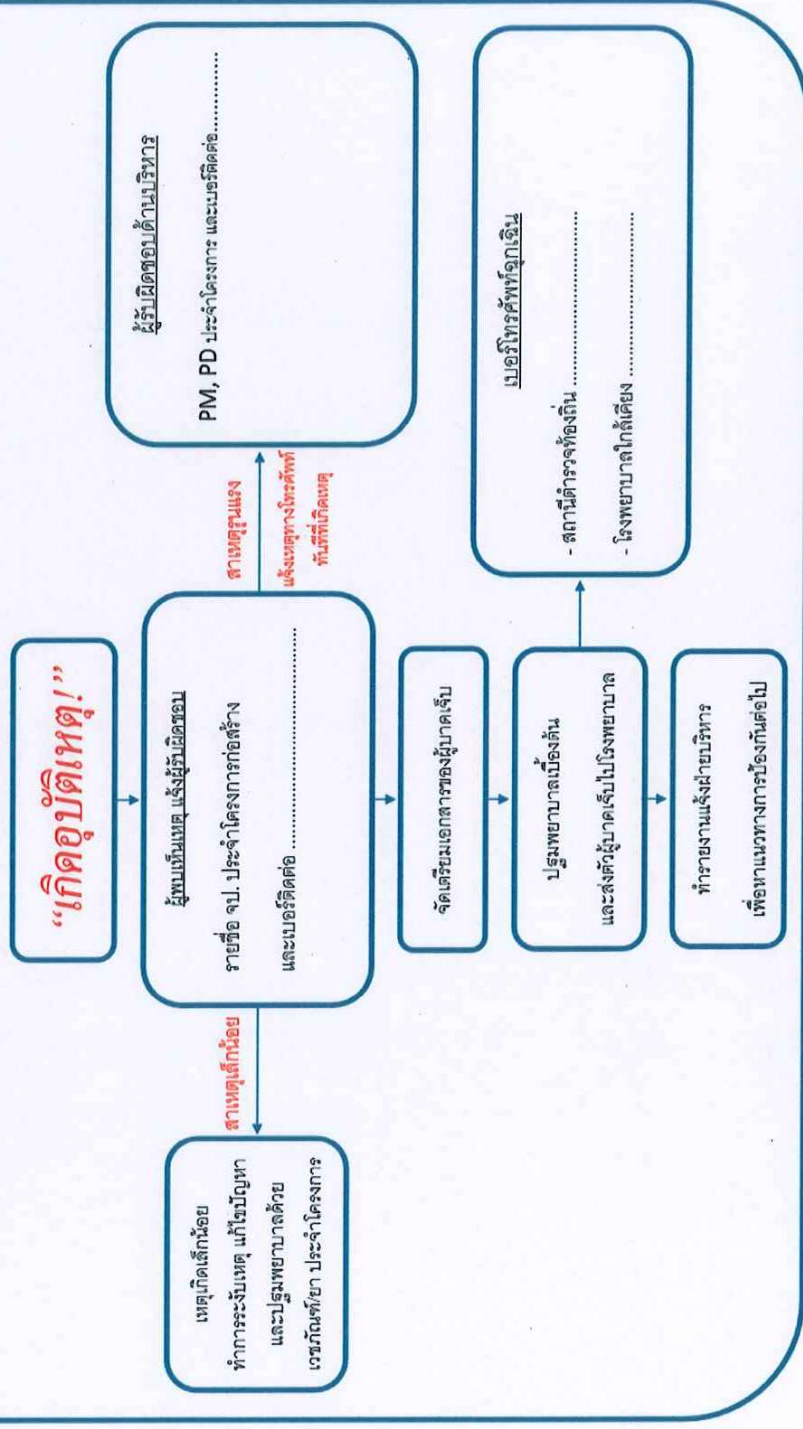 “เกิดอุบัติเหตุ!”
ผู้พบเห็นเหตุ แจ้งผู้รับผิดชอบ
รายชื่อ จป. ประจำโครงการก่อสร้าง
และเบอร์ติดต่อ ........................................
สาเหตุเล็กน้อย
เหตุเกิดเล็กน้อย
ทำการระงับเหตุ แก้ไขปัญหา
และปฐมพยาบาลด้วย
เวชภัณฑ์/ยา ประจำโครงการ
สาเหตุรุนแรง
แจ้งเหตุทางโทรศัพท์
ทันทีที่เกิดเหตุ
ผู้รับผิดชอบด้านบริหาร
PM, PD ประจำโครงการ และเบอร์ติดต่อ................
จัดเตรียมเอกสารของผู้บาดเจ็บ
ปฐมพยาบาลเบื้องต้น
และส่งตัวผู้บาดเจ็บไปโรงพยาบาล
เบอร์โทรศัพท์ฉุกเฉิน
- สถานีตำรวจท้องถิ่น ................................
- โรงพยาบาลใกล้เคียง ................................
ทำรายงานแจ้งฝ่ายบริหาร
เพื่อหาแนวทางการป้องกันต่อไป